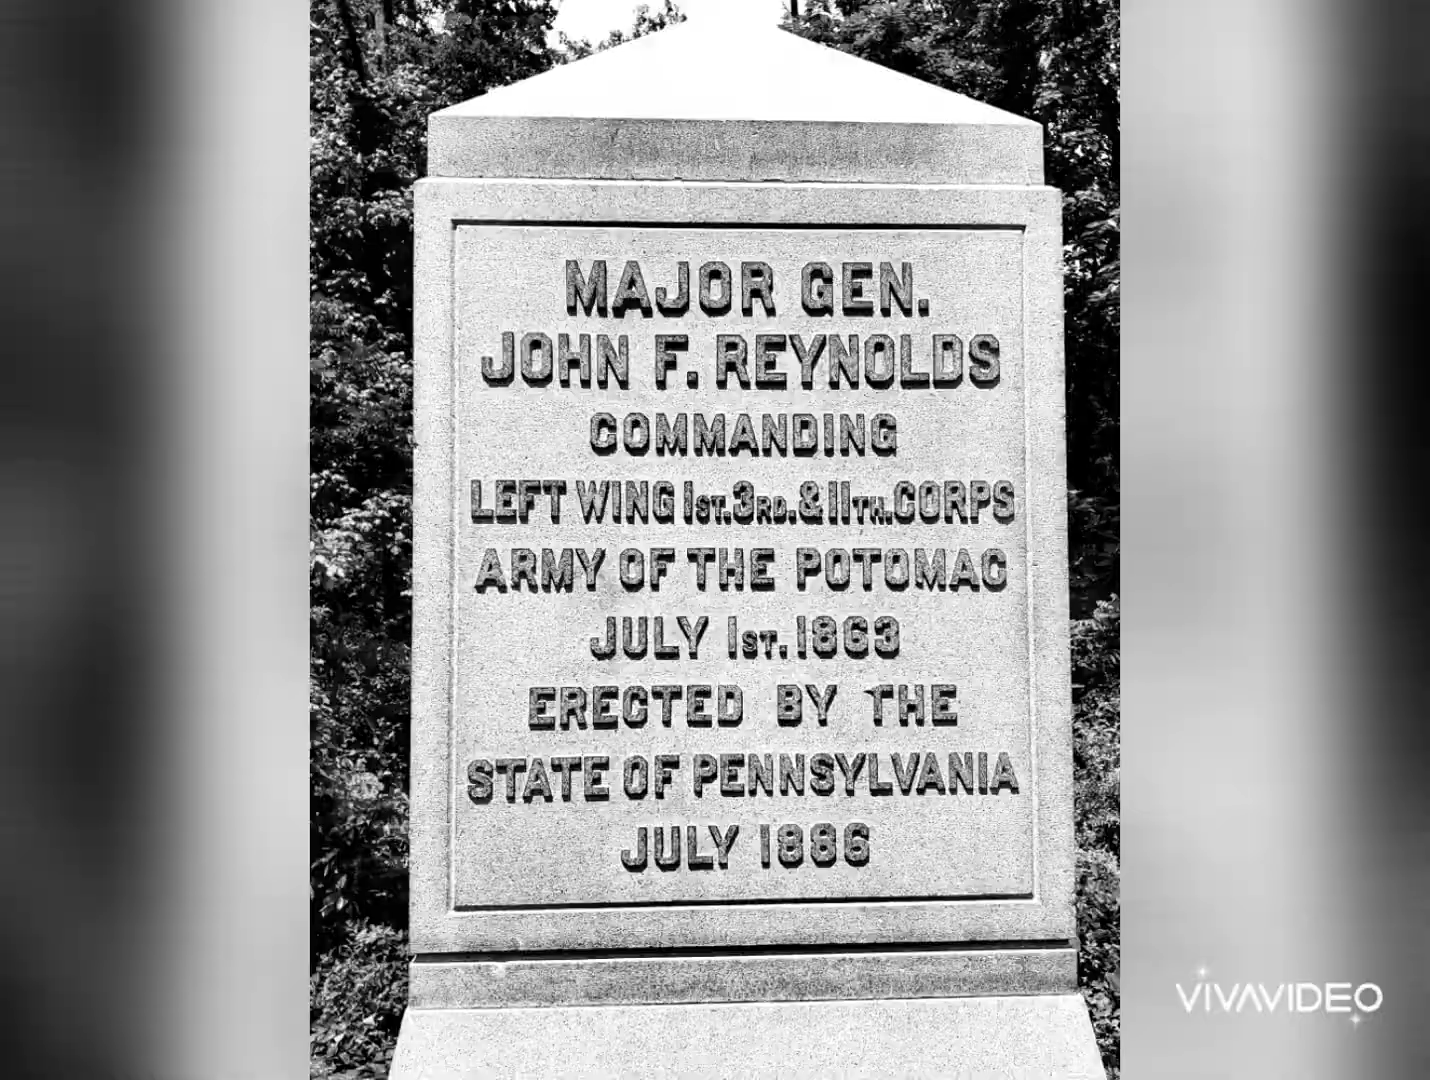 MAJOR GEN.
JOHN F. REYNOLDS
COMMANDING
LEFT WING 1ST. 3RD. & 11TH. CORPS
ARMY OF THE POTOMAC
JULY 1ST. 1863
ERECTED BY THE
STATE OF PENNSYLVANIA
JULY 1886
VIVAVIDEO